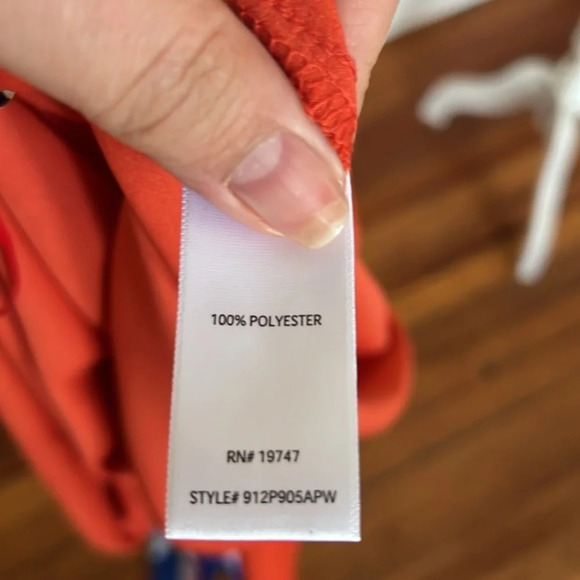 100% POLYESTER
RN# 19747
STYLE# 912P905APW